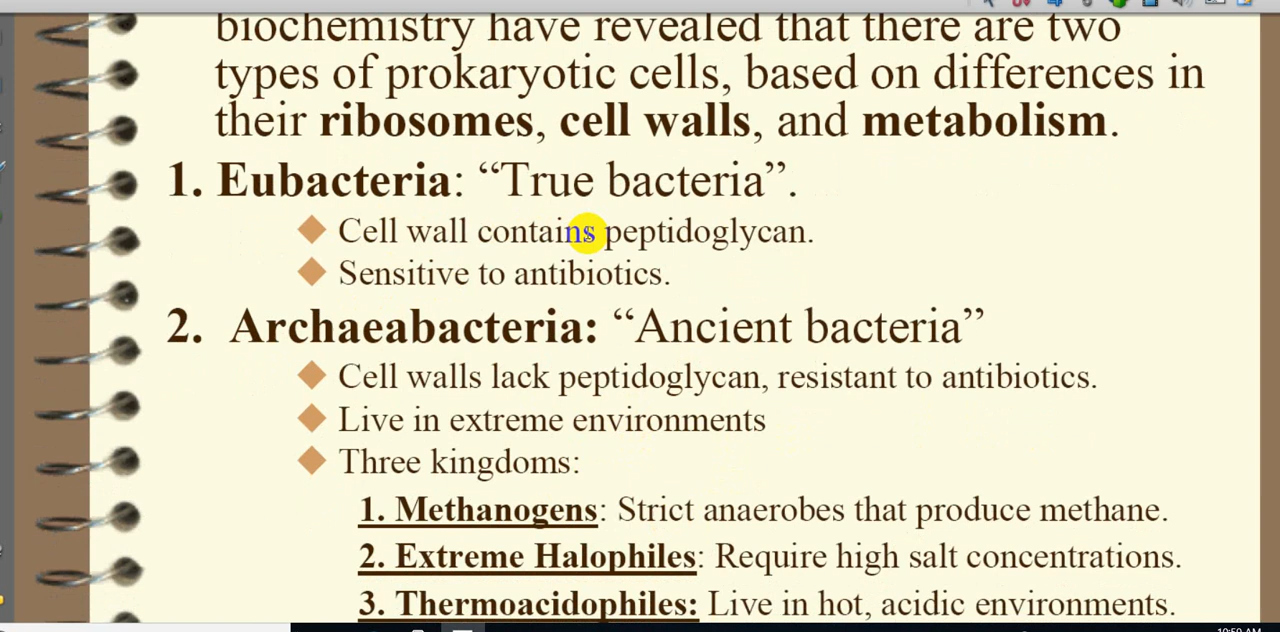 biochemistry have revealed that there are two
types of prokaryotic cells, based on differences in
their ribosomes, cell walls, and metabolism.
1. Eubacteria: “True bacteria”.
Cell wall contains peptidoglycan.
Sensitive to antibiotics.
2. Archaeabacteria: “Ancient bacteria”
Cell walls lack peptidoglycan, resistant to antibiotics.
Live in extreme environments
Three kingdoms:
1. Methanogens: Strict anaerobes that produce methane.
2. Extreme Halophiles: Require high salt concentrations.
3. Thermoacidophiles: Live in hot, acidic environments.